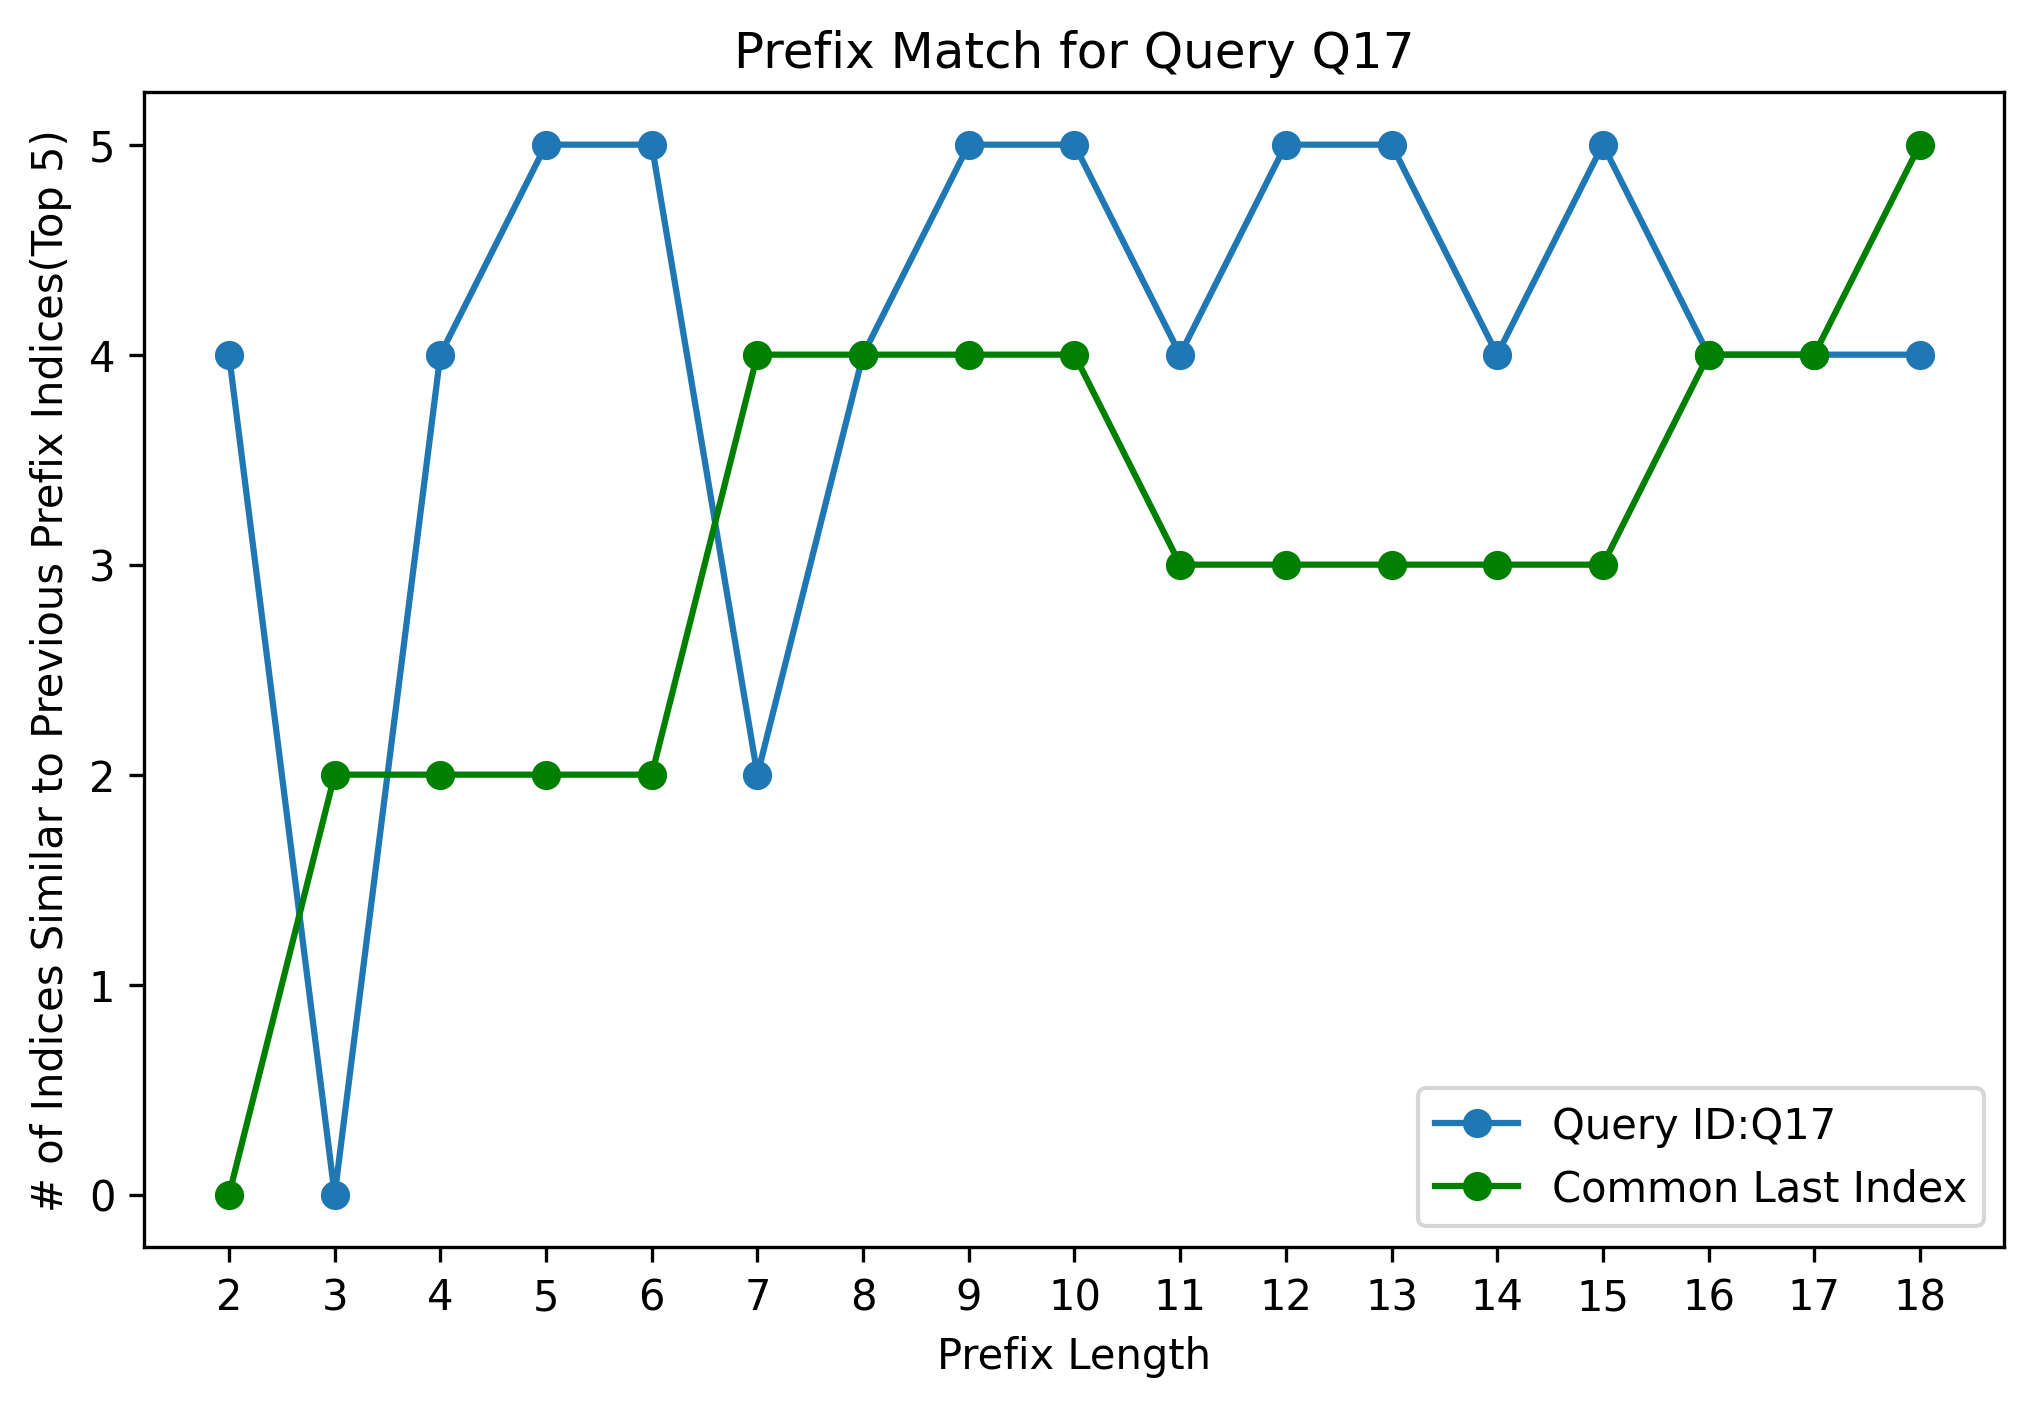 Prefix Match for Query Q17
# of Indices Similar to Previous Prefix Indices(Top 5)
5
4
3
2
1
0
2 3 4 5 6 7 8 9 10 11 12 13 14 15 16 17 18
Prefix Length
Query ID:Q17
Common Last Index